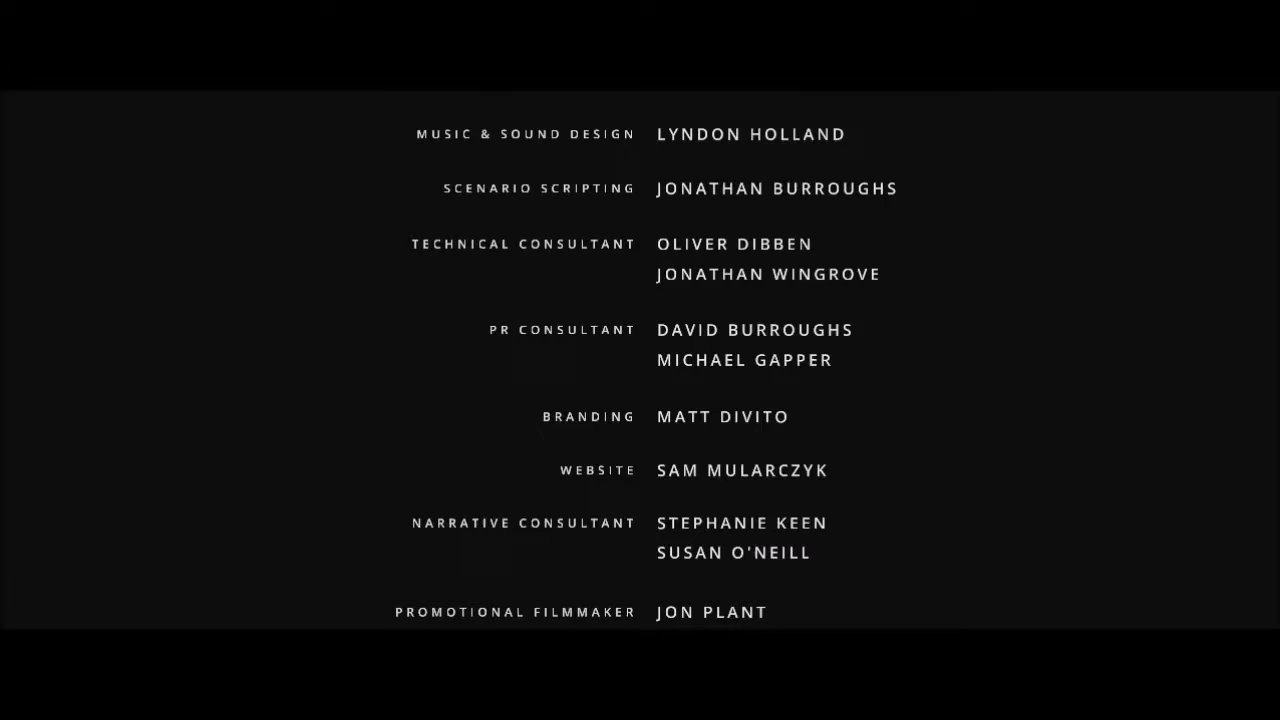 MUSIC & SOUND DESIGN LYNDON HOLLAND
SCENARIO SCRIPTING JONATHAN BURROUGHS
TECHNICAL CONSULTANT OLIVER DIBBEN
JONATHAN WINGROVE
PR CONSULTANT DAVID BURROUGHS
MICHAEL GAPPER
BRANDING MATT DIVITO
WEBSITE SAM MULARCZYK
NARRATIVE CONSULTANT STEPHANIE KEEN
SUSAN O'NEILL
PROMOTIONAL FILMMAKER JON PLANT